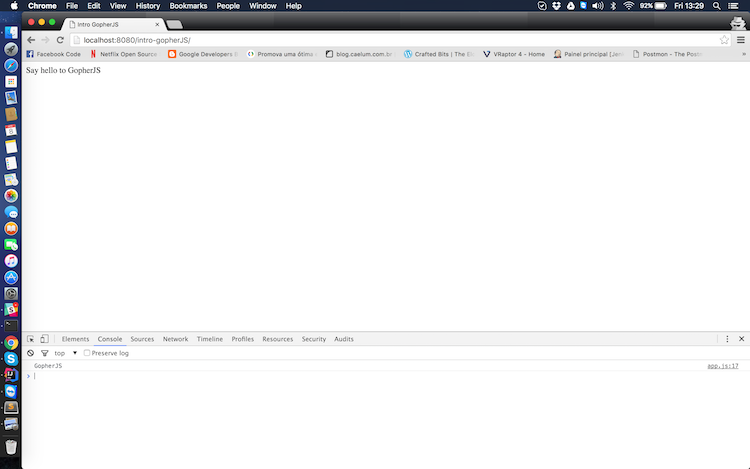 Chrome File Edit View History Bookmarks People Window Help 92% Fri 13:29
Intro GopherJS
localhost:8080/intro-gopherJS/
Facebook Code Netflix Open Source Google Developers E Promova uma ótima blog.caelum.com.br Crafted Bits | The VRaptor 4 - Home Painel principal [Jen Postmon - The Post »
Say hello to GopherJS
Elements Console Sources Network Timeline Profiles Resources Security Audits
top Preserve log
GopherJS app.js:17